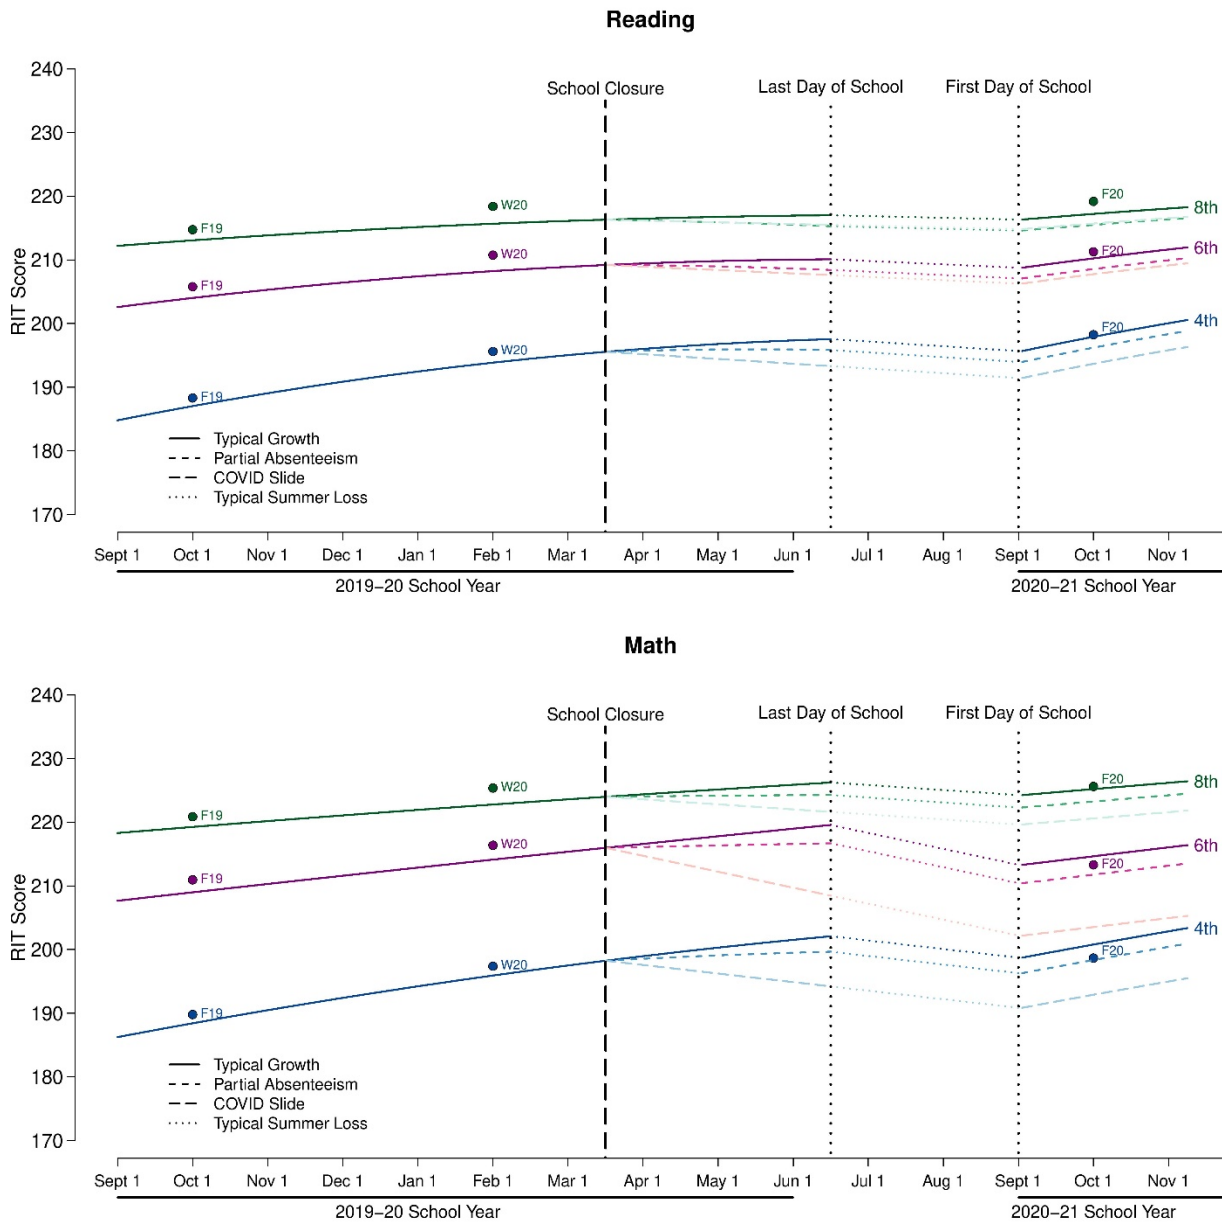 Reading
240
230
220
210
200
190
180
170
RIT Score
School Closure
Last Day of School
First Day of School
F19
W20
F20
8th
F19
W20
F20
6th
F19
W20
F20
4th
Typical Growth
Partial Absenteeism
COVID Slide
Typical Summer Loss
Sept 1 Oct 1 Nov 1 Dec 1 Jan 1 Feb 1 Mar 1 Apr 1 May 1 Jun 1 Jul 1 Aug 1 Sept 1 Oct 1 Nov 1
2019–20 School Year 2020–21 School Year
Math
240
230
220
210
200
190
180
170
RIT Score
School Closure
Last Day of School
First Day of School
F19
W20
F20
8th
F19
W20
F20
6th
F19
W20
F20
4th
Typical Growth
Partial Absenteeism
COVID Slide
Typical Summer Loss
Sept 1 Oct 1 Nov 1 Dec 1 Jan 1 Feb 1 Mar 1 Apr 1 May 1 Jun 1 Jul 1 Aug 1 Sept 1 Oct 1 Nov 1
2019–20 School Year 2020–21 School Year